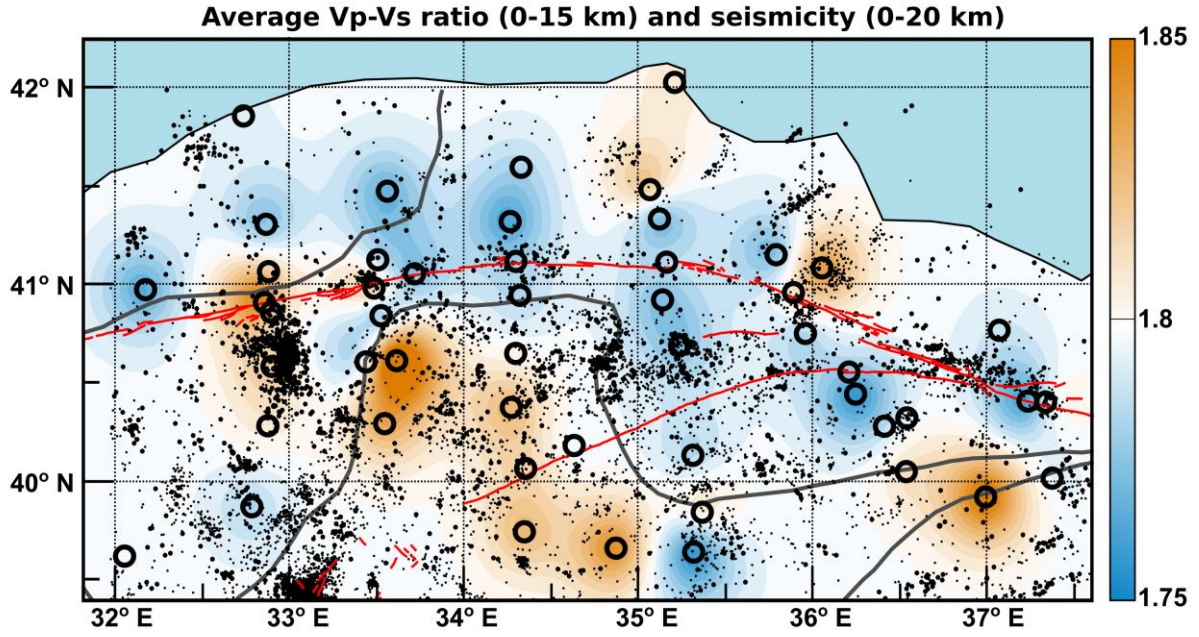 Average Vp-Vs ratio (0-15 km) and seismicity (0-20 km)
1.85
42° N
1.8
41° N
40° N
1.75
32° E
33° E
34° E
35° E
36° E
37° E